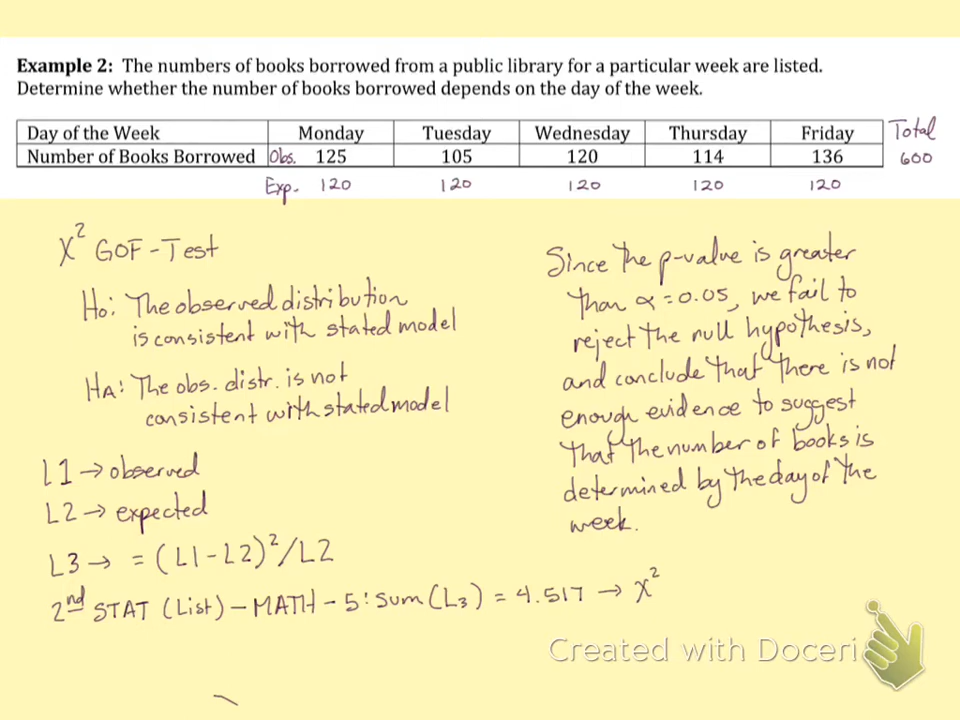 Example 2: The numbers of books borrowed from a public library for a particular week are listed.
Determine whether the number of books borrowed depends on the day of the week.
Day of the Week Monday Tuesday Wednesday Thursday Friday Total
Number of Books Borrowed Obs. 125 105 120 114 136 600
Exp. 120 120 120 120 120
X² GOF-Test
Ho: The observed distribution
is consistent with stated model
HA: The obs. distr. is not
consistent with stated model
L1 → observed
L2 → expected
L3 → = (L1-L2)²/L2
2nd STAT (List) - MATH - 5: Sum(L3) = 4.517 → X²
Since the p-value is greater
than α = 0.05, we fail to
reject the null hypothesis,
and conclude that there is not
enough evidence to suggest
that the number of books is
determined by the day of the
week.
Created with Doceri